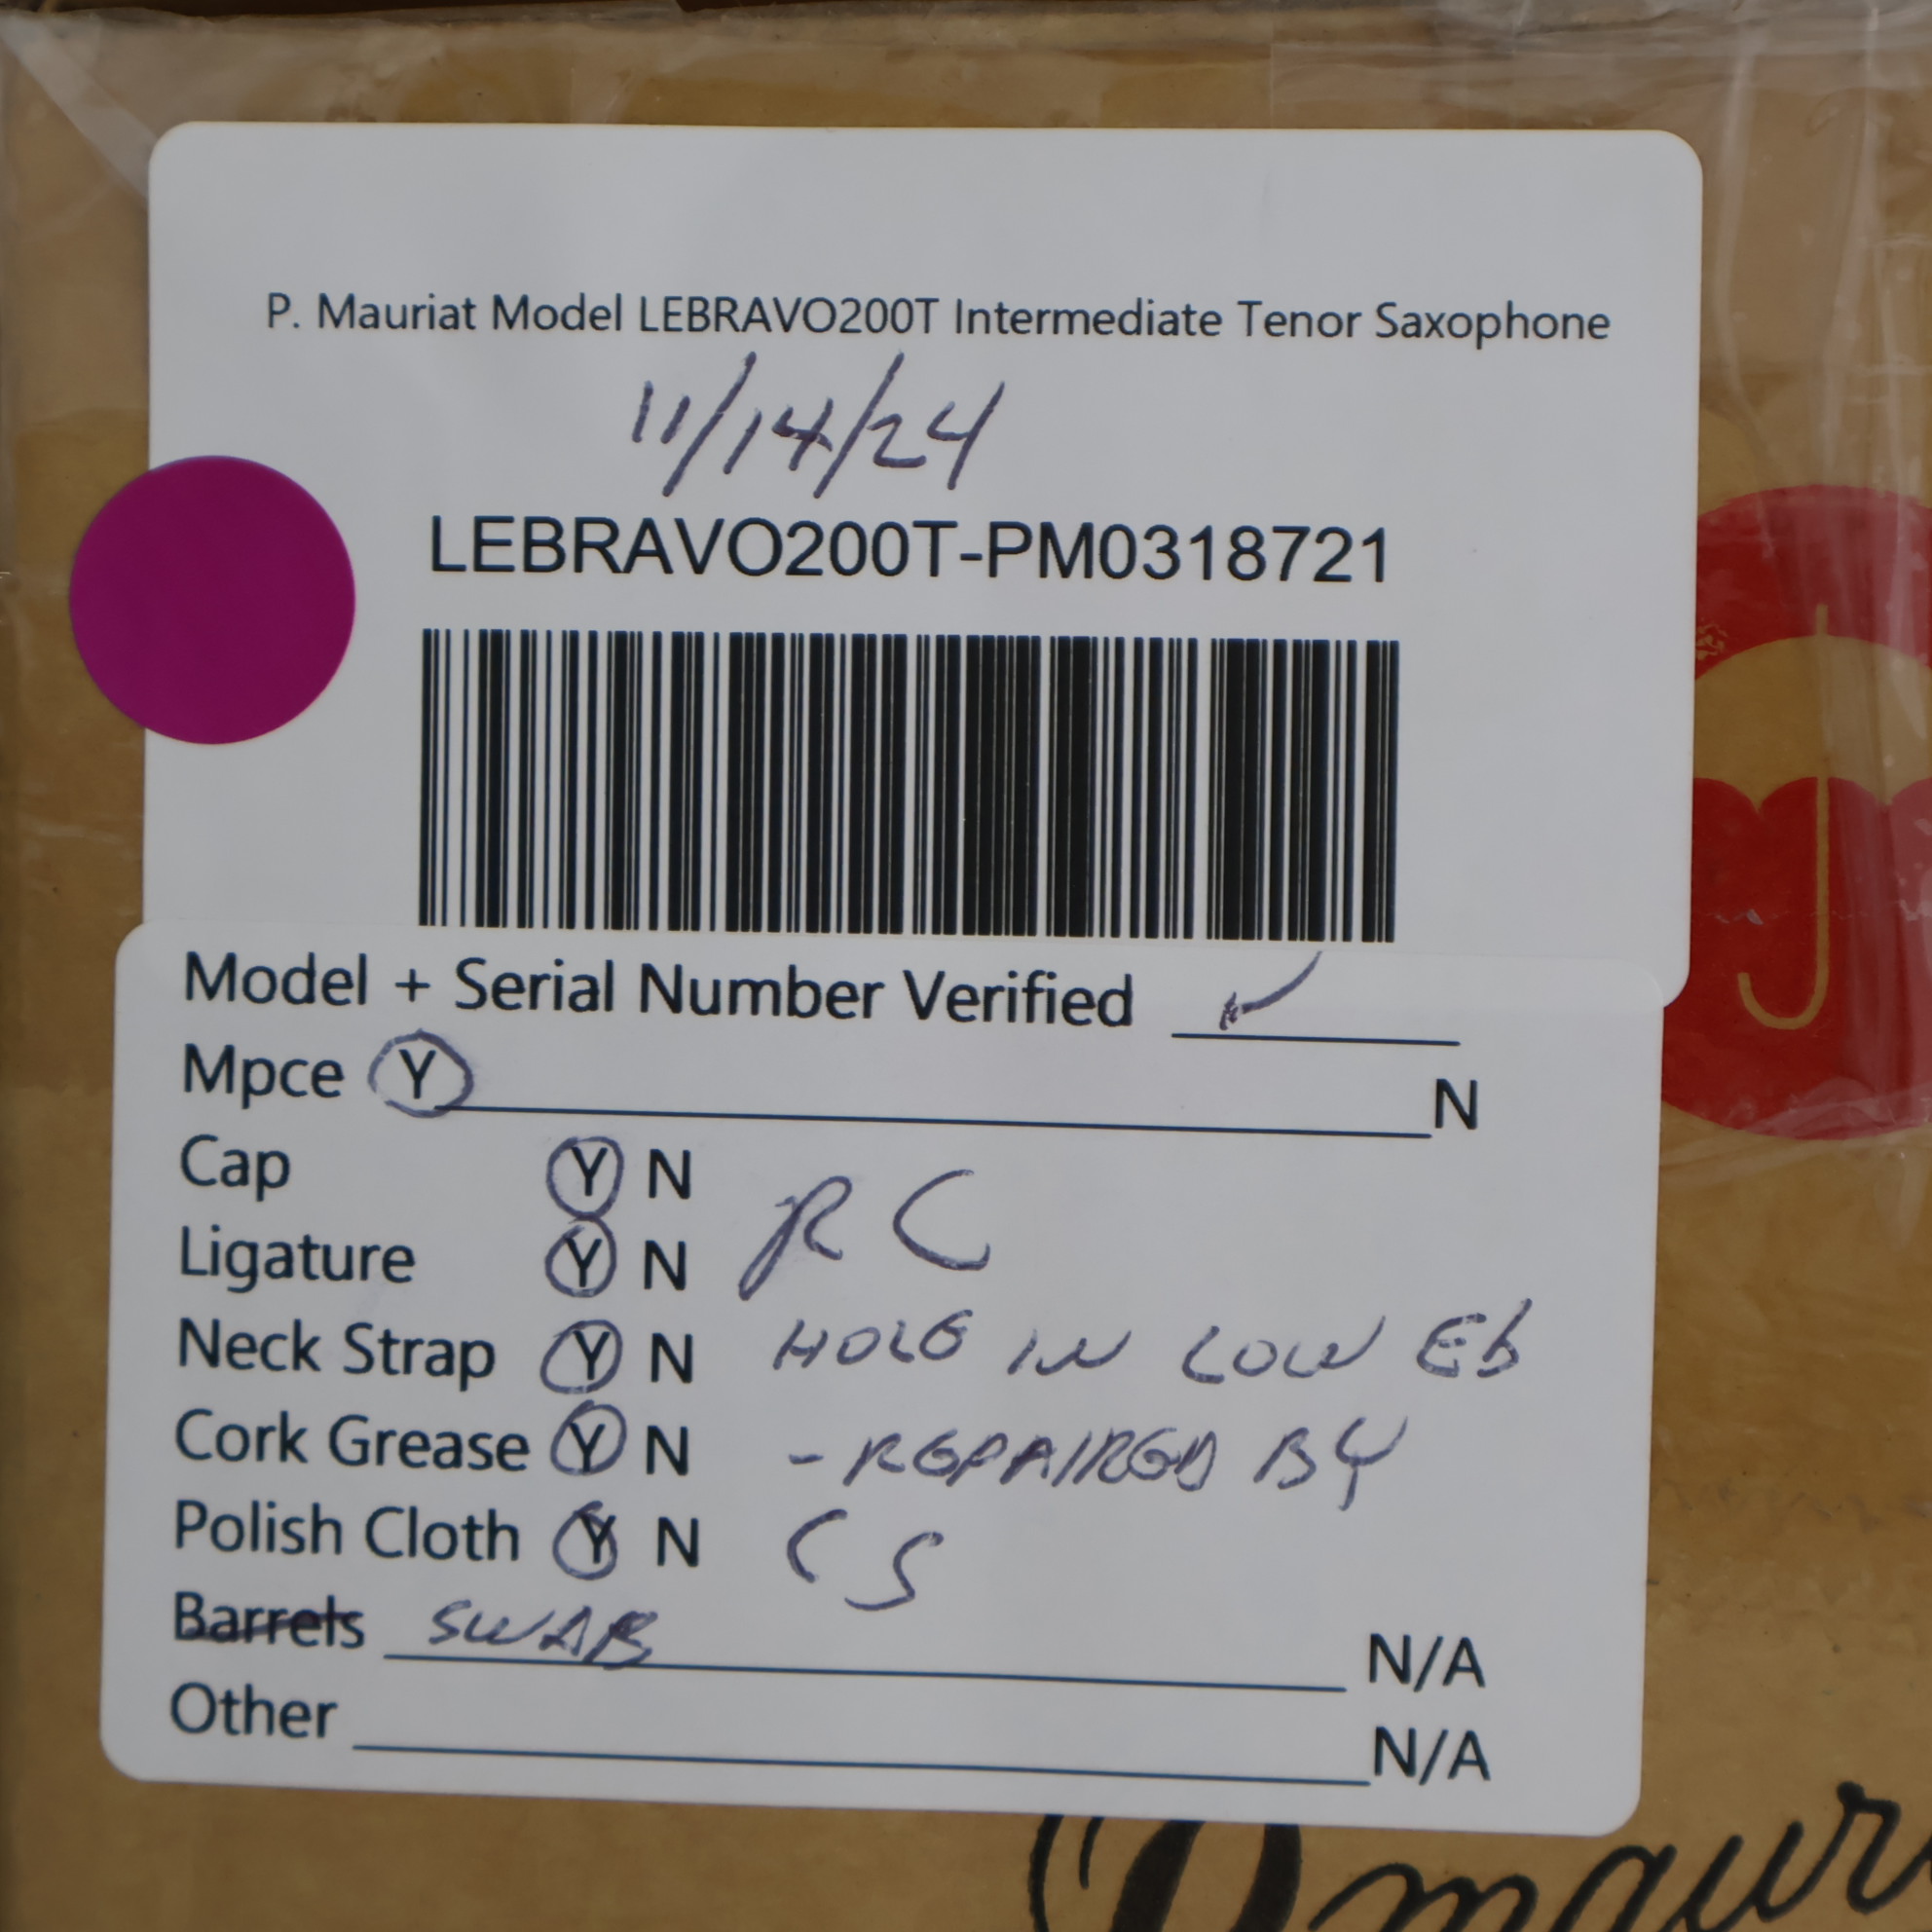 P. Mauriat Model LEBRAVO200T Intermediate Tenor Saxophone
11/14/24
LEBRAVO200T-PM0318721
Model + Serial Number Verified ✓
Mpce Y N
Cap Y N
RC
Ligature Y N
Neck Strap Y N HOLE IN LOW Eb
Cork Grease Y N - REPAIRED BY
Polish Cloth Y N CS
Barrels SWAB N/A
Other N/A